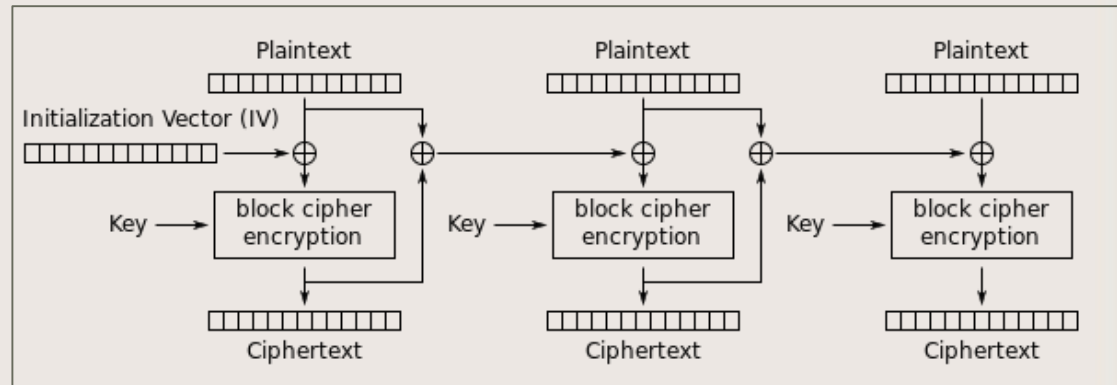 Plaintext
Plaintext
Plaintext
Initialization Vector (IV)
Key
block cipher
encryption
Key
block cipher
encryption
Key
block cipher
encryption
Ciphertext
Ciphertext
Ciphertext